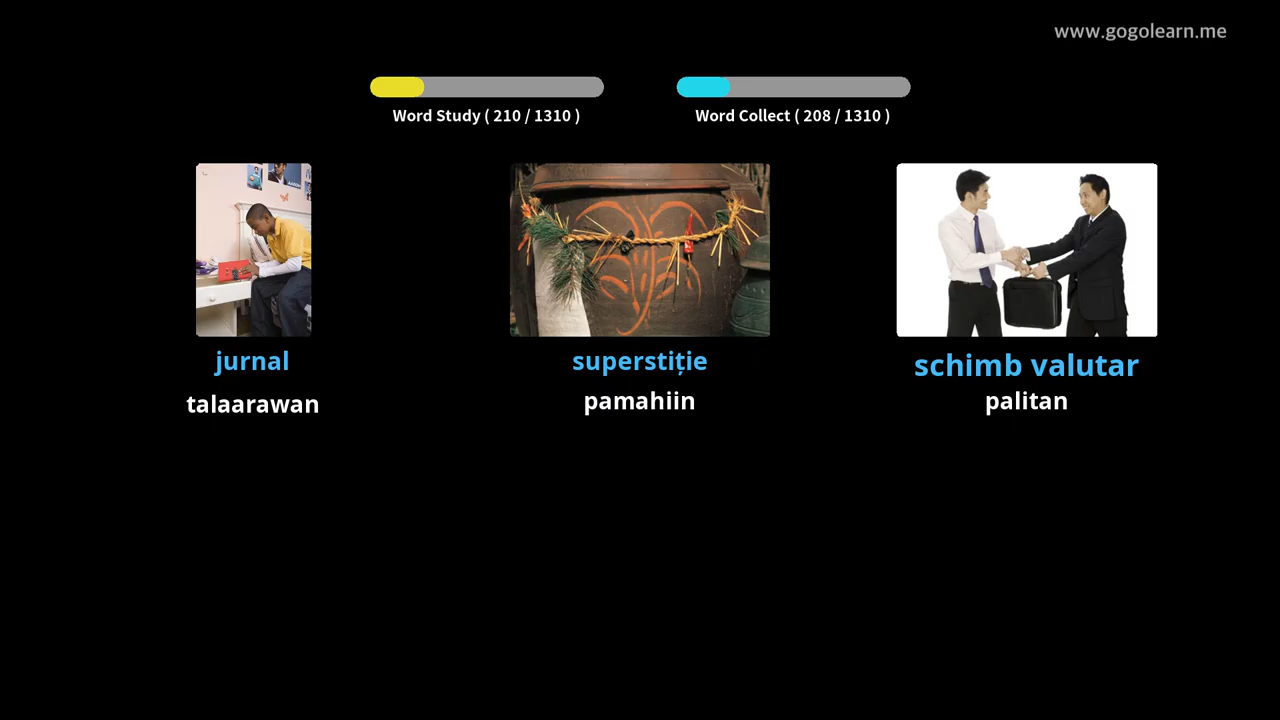 www.gogolearn.me
Word Study ( 210 / 1310 )
Word Collect ( 208 / 1310 )
jurnal
talaarawan
superstiție
pamahiin
schimb valutar
palitan